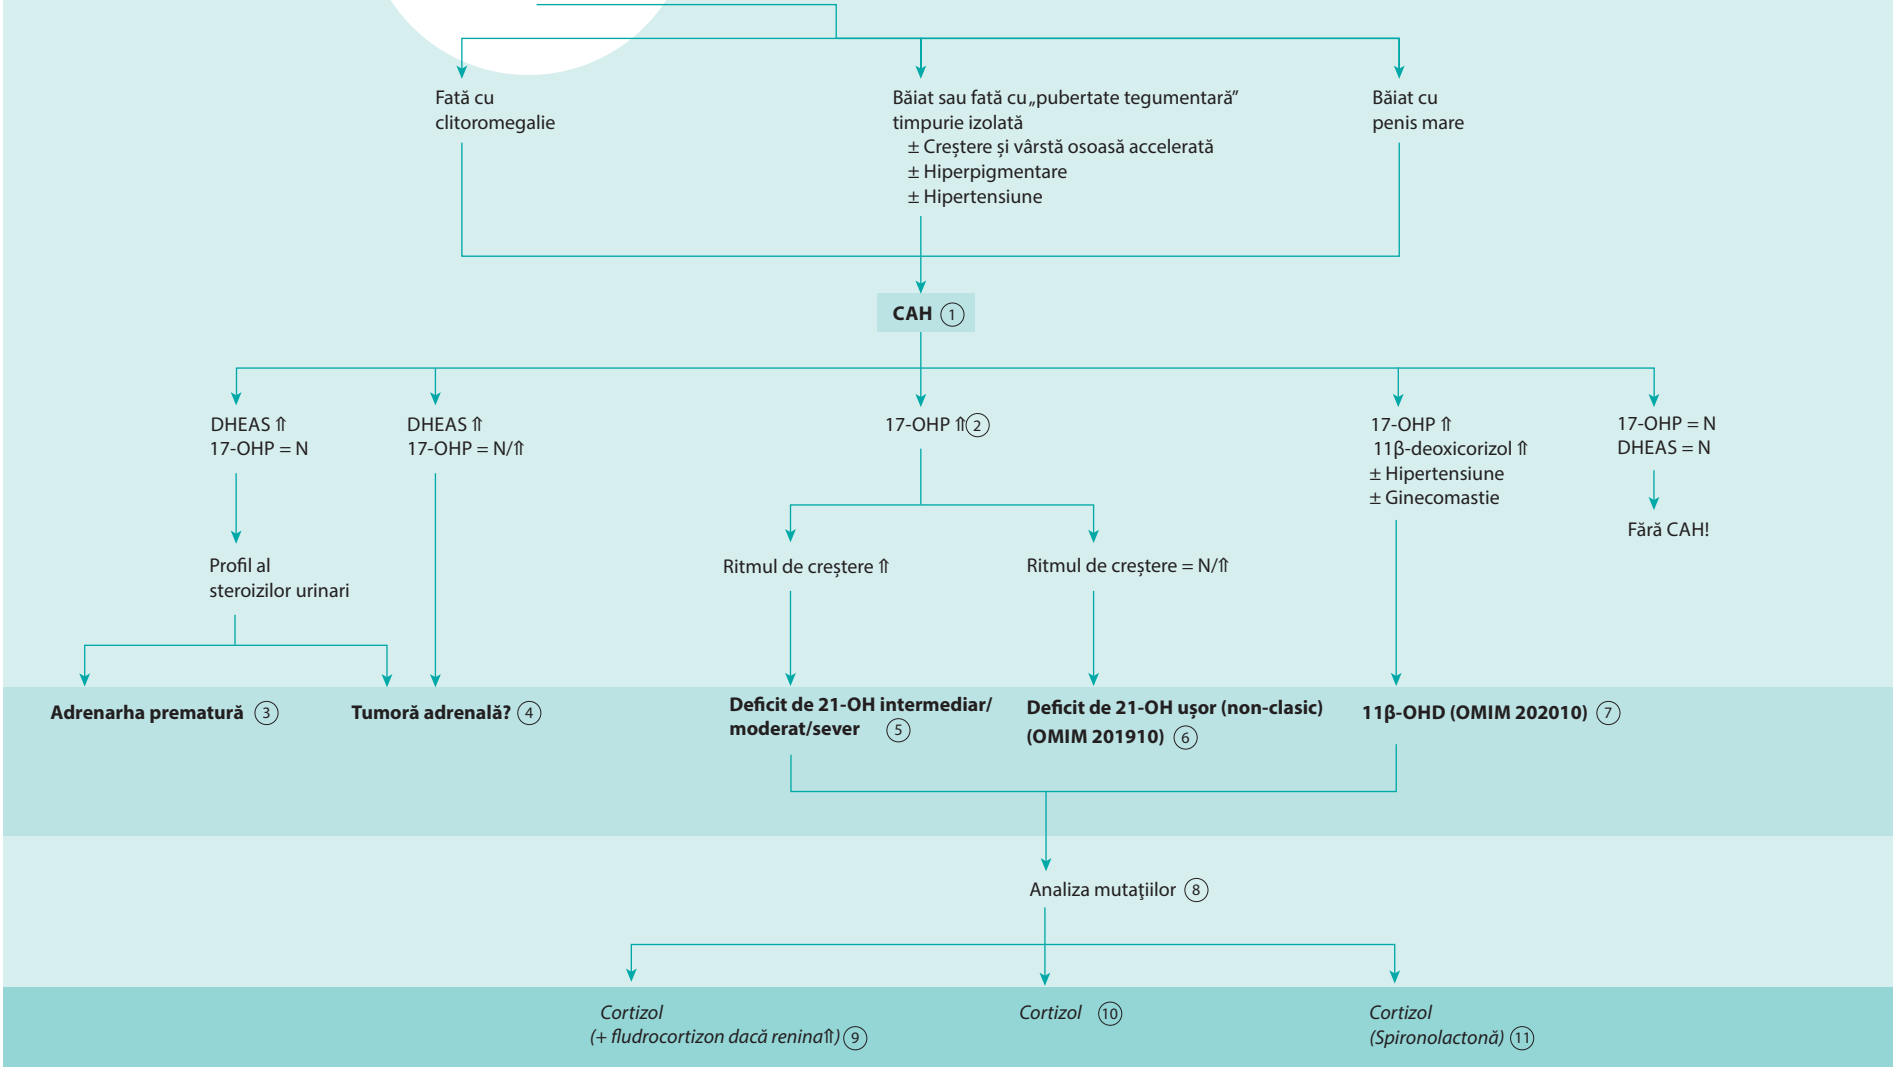 Fată cu
clitoromegalie
Băiat sau fată cu „pubertate tegumentară”
timpurie izolată
± Creștere și vârstă osoasă accelerată
± Hiperpigmentare
± Hipertensiune
Băiat cu
penis mare
CAH 1
DHEAS ⇑
17-OHP = N
DHEAS ⇑
17-OHP = N/⇑
17-OHP ⇑ 2
17-OHP ⇑
11β-deoxicorizol ⇑
± Hipertensiune
± Ginecomastie
17-OHP = N
DHEAS = N
Fără CAH!
Profil al
steroizilor urinari
Ritmul de creștere ⇑
Ritmul de creștere = N/⇑
Adrenarha prematură 3
Tumoră adrenală? 4
Deficit de 21-OH intermediar/
moderat/sever 5
Deficit de 21-OH ușor (non-clasic)
(OMIM 201910) 6
11β-OHD (OMIM 202010) 7
Analiza mutaţiilor 8
Cortizol
(+ fludrocortizon dacă renina⇑) 9
Cortizol 10
Cortizol
(Spironolactonă) 11